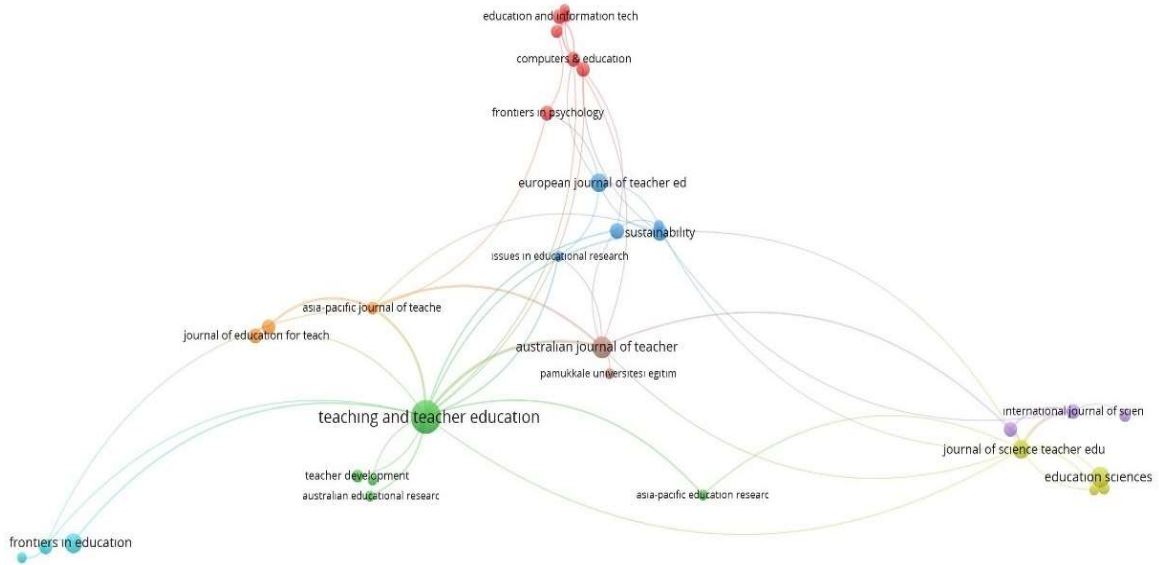 education and information tech
computers & education
frontiers in psychology
european journal of teacher ed
sustainability
issues in educational research
asia-pacific journal of teache
journal of education for teach
australian journal of teacher
pamukkale universitesi egitim
teaching and teacher education
international journal of scien
journal of science teacher edu
teacher development
education sciences
australian educational researc
asia-pacific education researc
frontiers in education